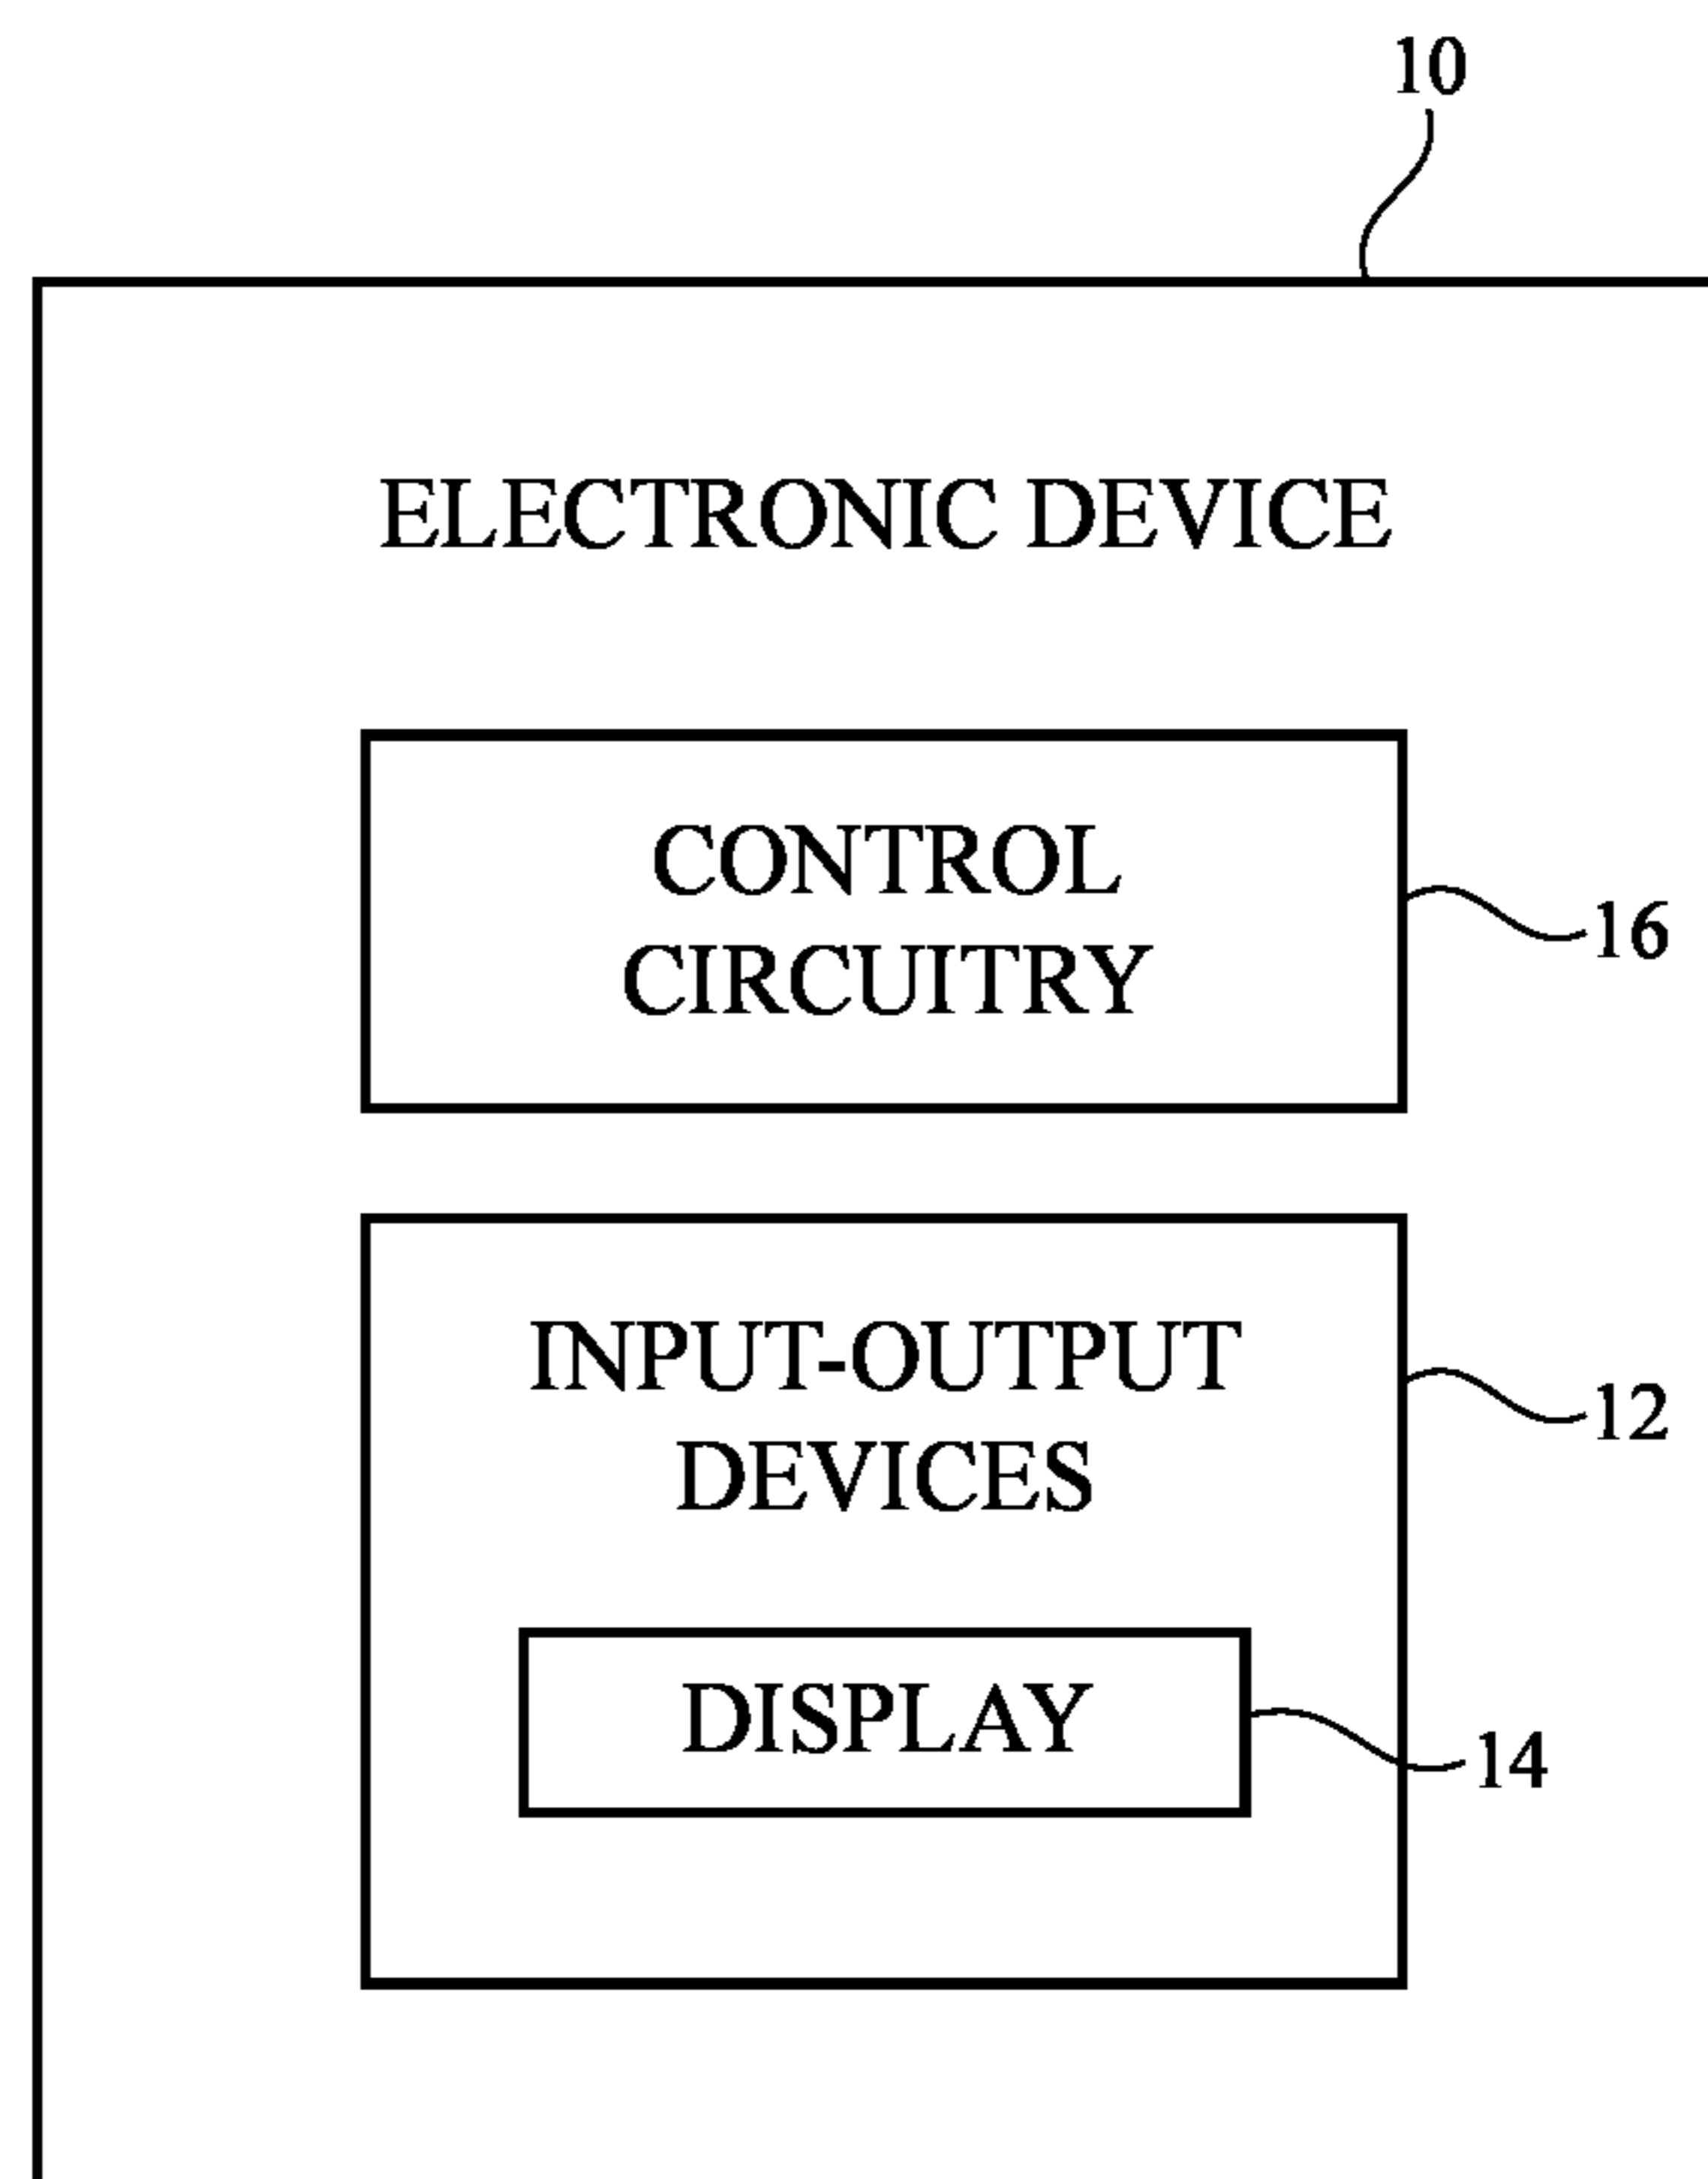 10
ELECTRONIC DEVICE
CONTROL
CIRCUITRY
16
INPUT-OUTPUT
DEVICES
12
DISPLAY
14